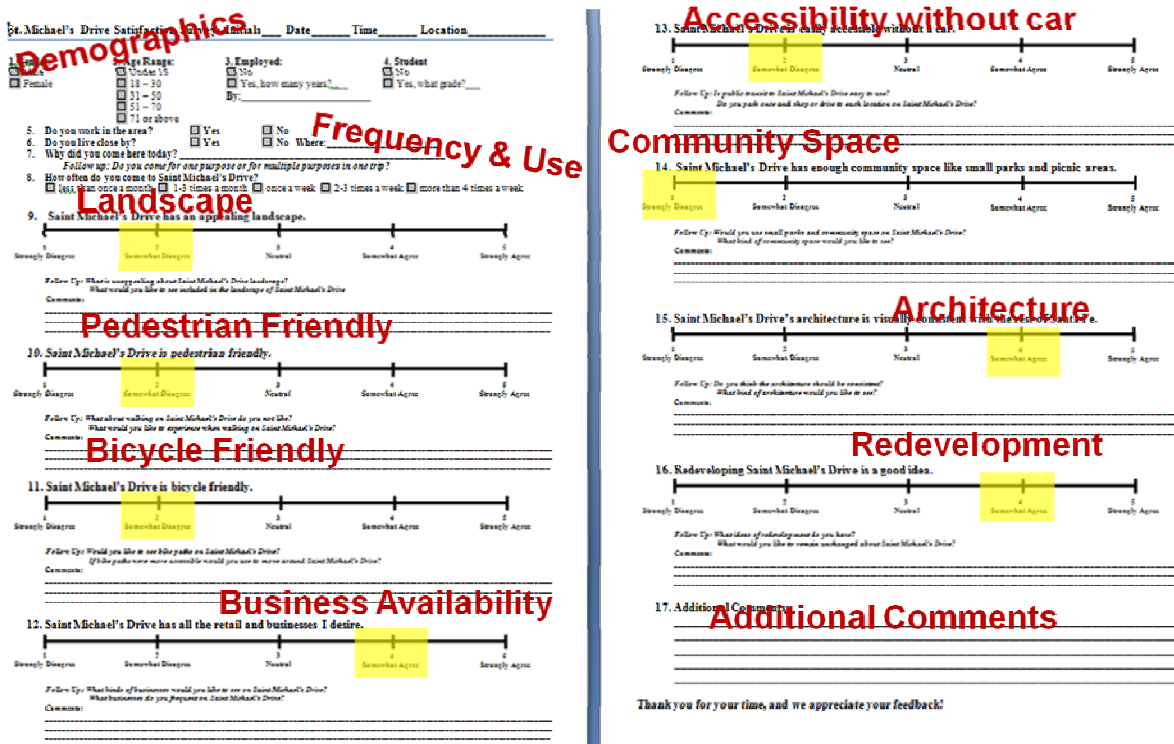 St. Michael's Drive Satisfaction Survey Initials___ Date______ Time______ Location____________
Demographics
1. Gender 2. Age Range: 3. Employed: 4. Student
Male Under 18 No No
Female 18 – 30 Yes, how many years?___ Yes, what grade?___
31 – 50 By:____________________
51 – 70
71 or above
5. Do you work in the area? Yes No
6. Do you live close by? Yes No Where:____________________
Frequency & Use
7. Why did you come here today?
Follow up: Do you come for one purpose or for multiple purposes in one trip?
8. How often do you come to Saint Michael's Drive?
less than once a month 1-3 times a month once a week 2-3 times a week more than 4 times a week
Landscape
9. Saint Michael's Drive has an appealing landscape.
1 2 3 4 5
Strongly Disagree Somewhat Disagree Neutral Somewhat Agree Strongly Agree
Follow Up: What is unappealing about Saint Michael's Drive landscape?
What would you like to see included in the landscape of Saint Michael's Drive
Comments:
Pedestrian Friendly
10. Saint Michael's Drive is pedestrian friendly.
1 2 3 4 5
Strongly Disagree Somewhat Disagree Neutral Somewhat Agree Strongly Agree
Follow Up: What about walking on Saint Michael's Drive do you not like?
What would you like to experience when walking on Saint Michael's Drive?
Comments:
Bicycle Friendly
11. Saint Michael's Drive is bicycle friendly.
1 2 3 4 5
Strongly Disagree Somewhat Disagree Neutral Somewhat Agree Strongly Agree
Follow Up: Would you like to see bike paths on Saint Michael's Drive?
If bike paths were more accessible would you use to move around Saint Michael's Drive?
Comments:
Business Availability
12. Saint Michael's Drive has all the retail and businesses I desire.
1 2 3 4 5
Strongly Disagree Somewhat Disagree Neutral Somewhat Agree Strongly Agree
Follow Up: What kinds of businesses would you like to see on Saint Michael's Drive?
What businesses do you frequent on Saint Michael's Drive?
Comments:
Accessibility without car
13. Saint Michael's Drive is easily accessible without a car.
1 2 3 4 5
Strongly Disagree Somewhat Disagree Neutral Somewhat Agree Strongly Agree
Follow Up: Is public transit to Saint Michael's Drive easy to use?
Do you park once and shop or drive to each location on Saint Michael's Drive?
Comments:
Community Space
14. Saint Michael's Drive has enough community space like small parks and picnic areas.
1 2 3 4 5
Strongly Disagree Somewhat Disagree Neutral Somewhat Agree Strongly Agree
Follow Up: Would you use small parks and community space on Saint Michael's Drive?
What kind of community space would you like to see?
Comments:
Architecture
15. Saint Michael's Drive's architecture is visually consistent with the rest of Santa Fe.
1 2 3 4 5
Strongly Disagree Somewhat Disagree Neutral Somewhat Agree Strongly Agree
Follow Up: Do you think the architecture should be consistent?
What kind of architecture would you like to see?
Comments:
Redevelopment
16. Redeveloping Saint Michael's Drive is a good idea.
1 2 3 4 5
Strongly Disagree Somewhat Disagree Neutral Somewhat Agree Strongly Agree
Follow Up: What ideas of redevelopment do you have?
What would you like to remain unchanged about Saint Michael's Drive?
Comments:
17. Additional Comments:
Additional Comments
Thank you for your time, and we appreciate your feedback!